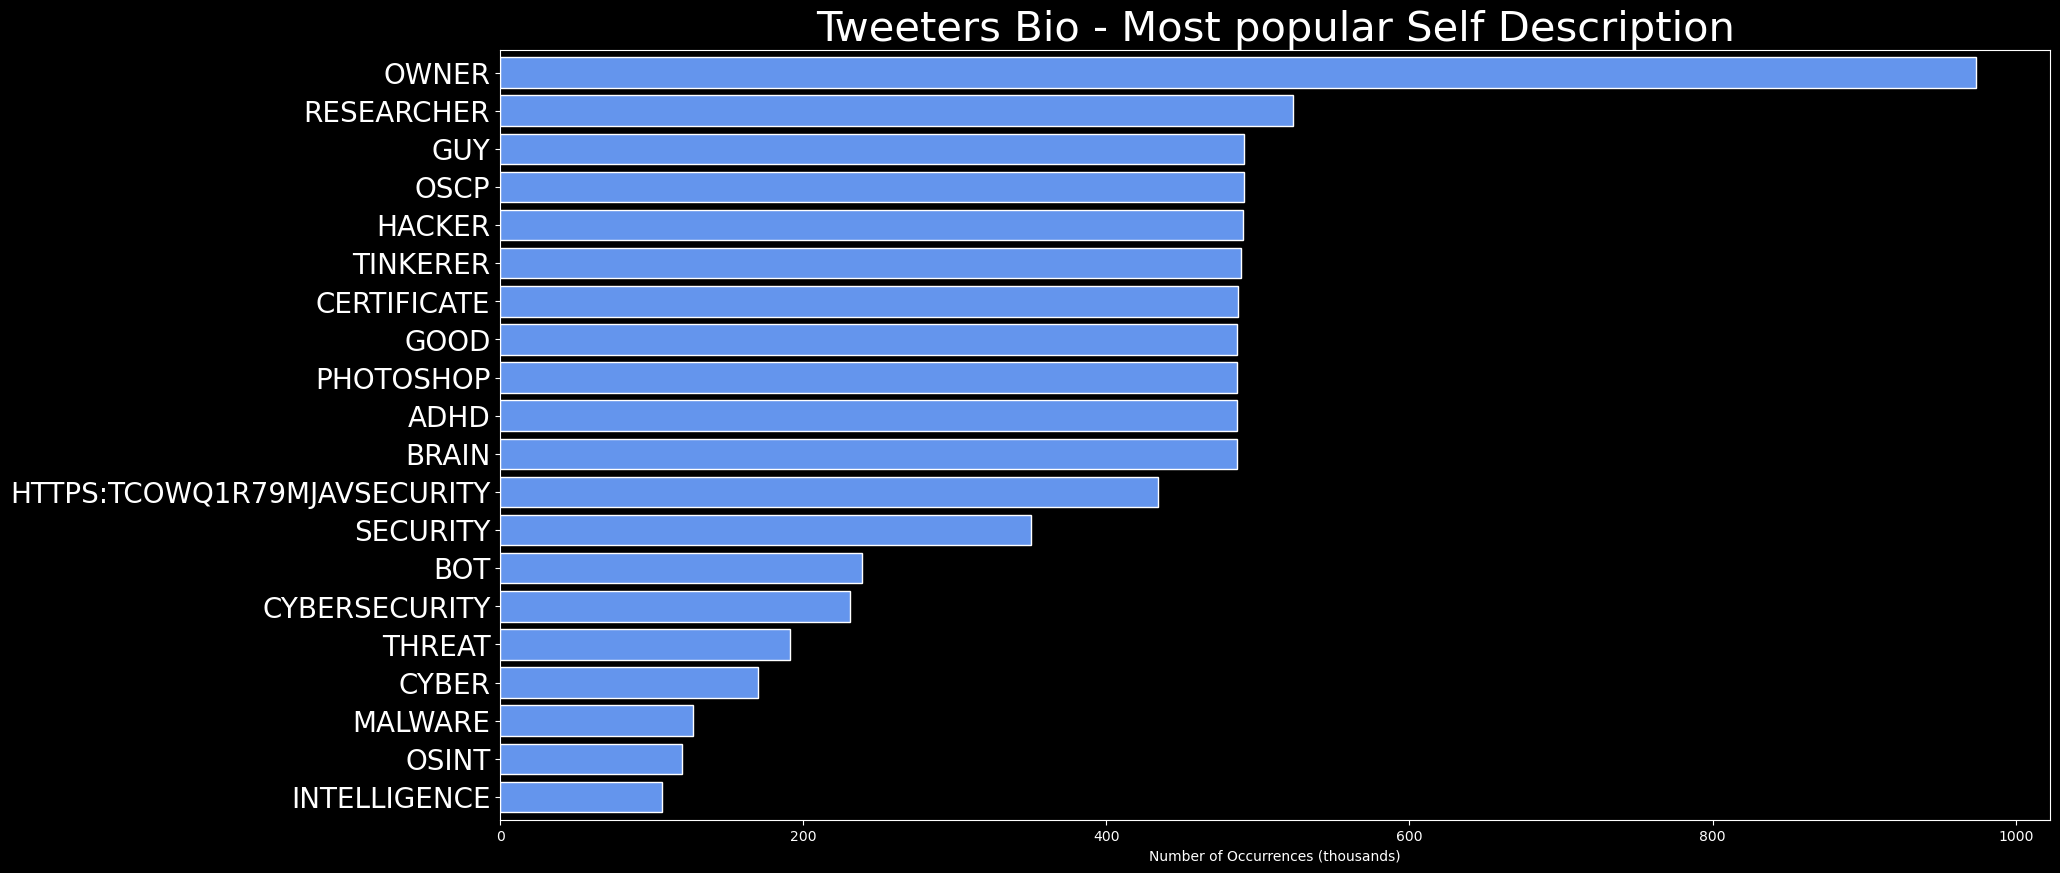 Tweeters Bio - Most popular Self Description
OWNER
RESEARCHER
GUY
OSCP
HACKER
TINKERER
CERTIFICATE
GOOD
PHOTOSHOP
ADHD
BRAIN
HTTPS:TCOWQ1R79MJAVSECURITY
SECURITY
BOT
CYBERSECURITY
THREAT
CYBER
MALWARE
OSINT
INTELLIGENCE
0 200 400 600 800 1000
Number of Occurrences (thousands)